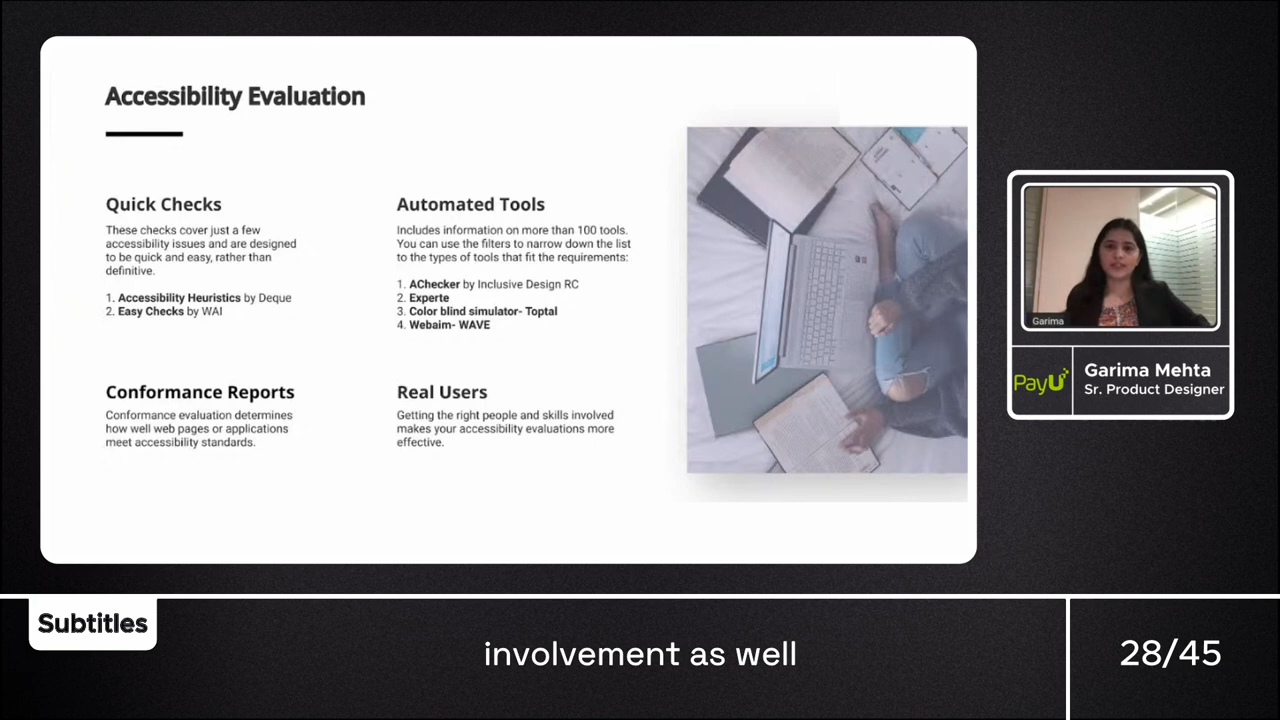 Accessibility Evaluation
Quick Checks
These checks cover just a few
accessibility issues and are designed
to be quick and easy, rather than
definitive.
1. Accessibility Heuristics by Deque
2. Easy Checks by WAI
Automated Tools
Includes information on more than 100 tools.
You can use the filters to narrow down the list
to the types of tools that fit the requirements:
1. AChecker by Inclusive Design RC
2. Experte
3. Color blind simulator- Toptal
4. Webaim- WAVE
Conformance Reports
Conformance evaluation determines
how well web pages or applications
meet accessibility standards.
Real Users
Getting the right people and skills involved
makes your accessibility evaluations more
effective.
Garima
PayU
Garima Mehta
Sr. Product Designer
Subtitles
involvement as well
28/45